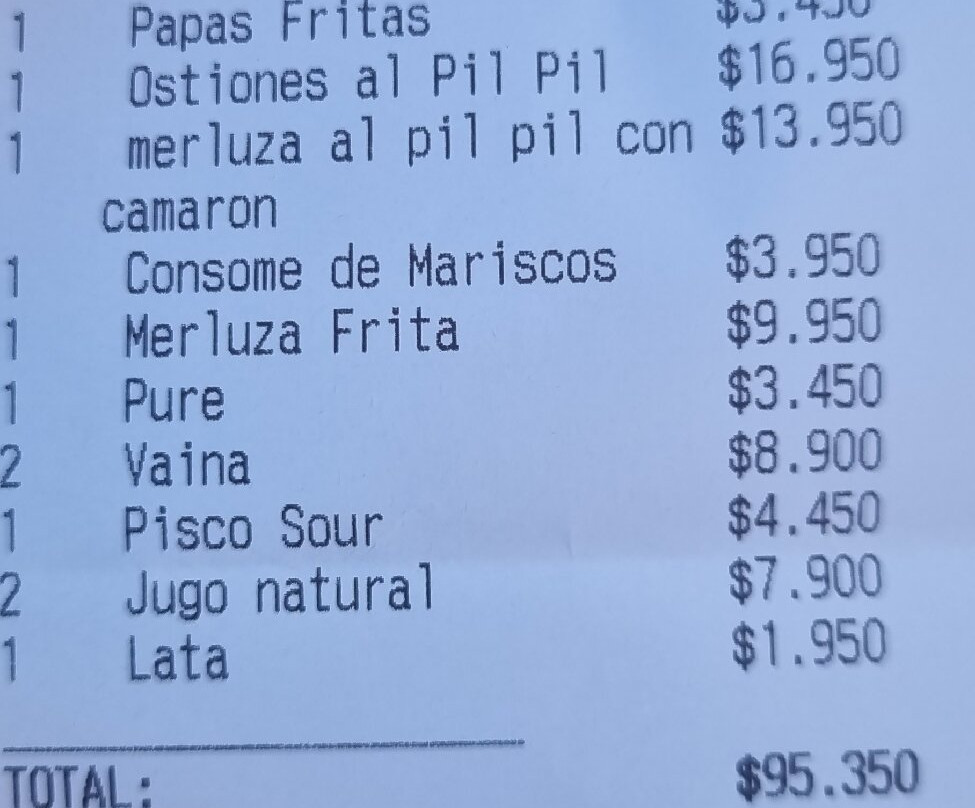 1 Papas Fritas $3.450
1 Ostiones al Pil Pil $16.950
1 merluza al pil pil con $13.950
camaron
1 Consome de Mariscos $3.950
1 Merluza Frita $9.950
1 Pure $3.450
2 Vaina $8.900
1 Pisco Sour $4.450
2 Jugo natural $7.900
1 Lata $1.950
TOTAL: $95.350